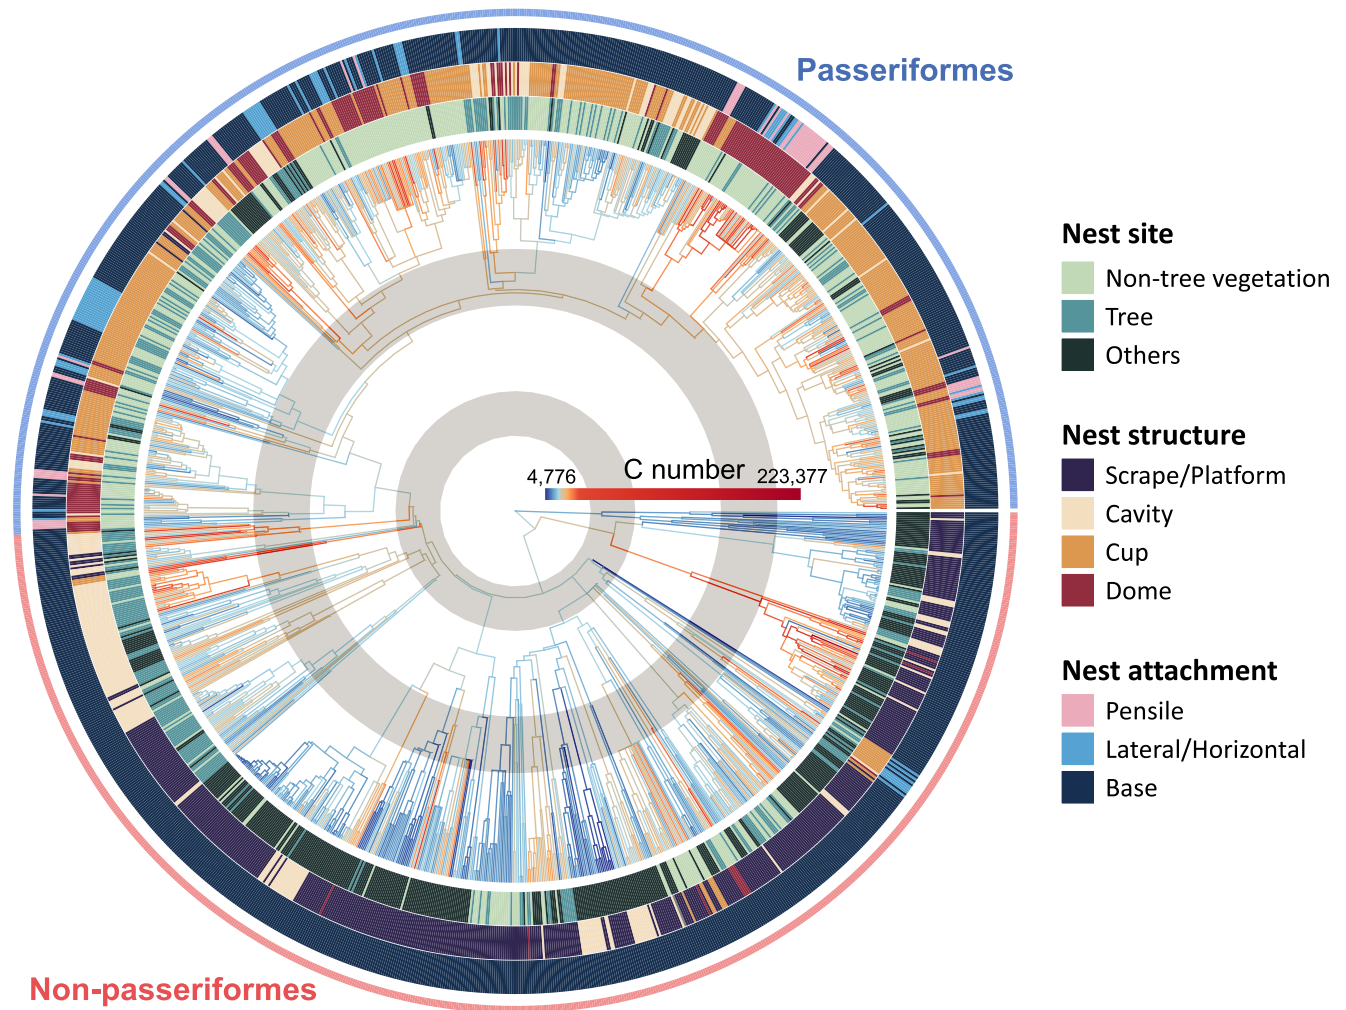 Passeriformes
Nest site
Non-tree vegetation
Tree
Others
Nest structure
Scrape/Platform
Cavity
Cup
Dome
Nest attachment
Pensile
Lateral/Horizontal
Base
4,776 C number 223,377
Non-passeriformes